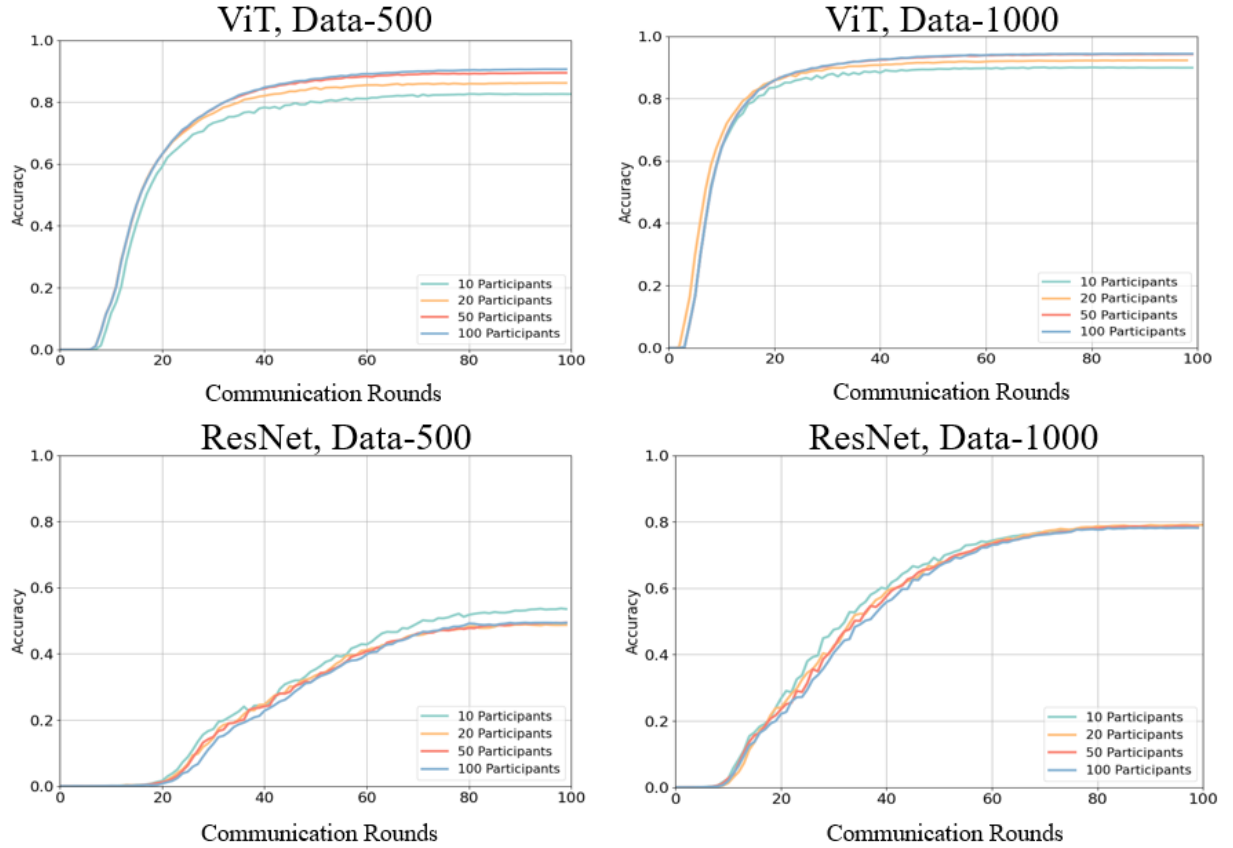 ViT, Data-500
1.0
0.8
0.6
0.4
0.2
0.0
Accuracy
0 20 40 60 80 100
10 Participants
20 Participants
50 Participants
100 Participants
Communication Rounds
ViT, Data-1000
1.0
0.8
0.6
0.4
0.2
0.0
Accuracy
0 20 40 60 80 100
10 Participants
20 Participants
50 Participants
100 Participants
Communication Rounds
ResNet, Data-500
1.0
0.8
0.6
0.4
0.2
0.0
Accuracy
0 20 40 60 80 100
10 Participants
20 Participants
50 Participants
100 Participants
Communication Rounds
ResNet, Data-1000
1.0
0.8
0.6
0.4
0.2
0.0
Accuracy
0 20 40 60 80 100
10 Participants
20 Participants
50 Participants
100 Participants
Communication Rounds